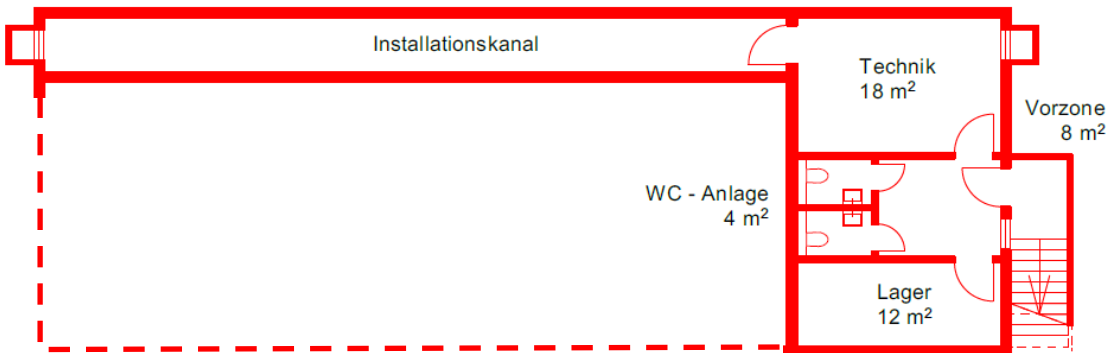 Installationskanal
Technik
18 m²
Vorzone
8 m²
WC - Anlage
4 m²
Lager
12 m²